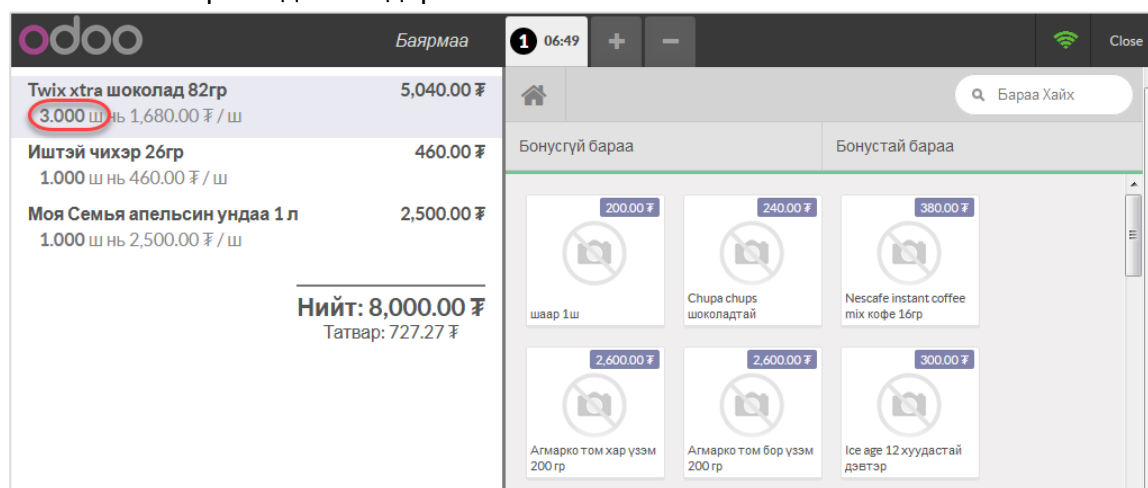 odoo
Баярмаа
1 06:49
Close
Twix xtra шоколад 82гр 5,040.00 ₮
3.000 ш нь 1,680.00 ₮ / ш
Иштэй чихэр 26гр 460.00 ₮
1.000 ш нь 460.00 ₮ / ш
Моя Семья апельсин ундаа 1 л 2,500.00 ₮
1.000 ш нь 2,500.00 ₮ / ш
Нийт: 8,000.00 ₮
Татвар: 727.27 ₮
Бараа Хайх
Бонусгүй бараа
Бонустай бараа
200.00 ₮
шаар 1ш
240.00 ₮
Chupa chups
шоколадтай
380.00 ₮
Nescafe instant coffee
mix кофе 16гр
2,600.00 ₮
Агмарко том хар үзэм
200 гр
2,600.00 ₮
Агмарко том бор үзэм
200 гр
300.00 ₮
Ice age 12 хуудастай
дэвтэр